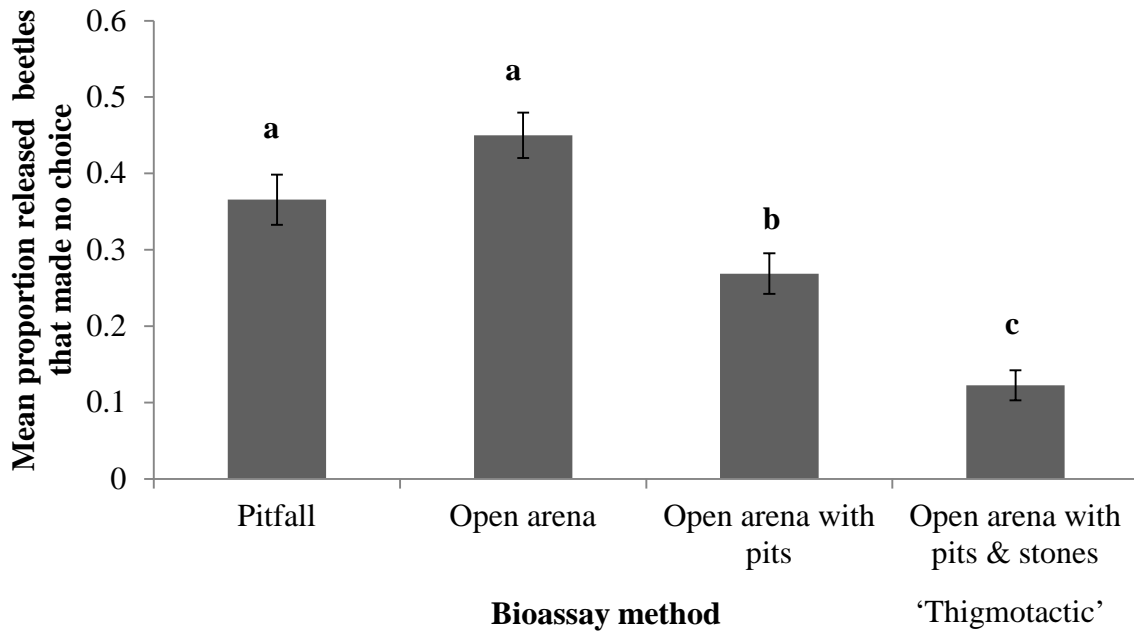 Mean proportion released beetles
that made no choice
0.6
0.5
0.4
0.3
0.2
0.1
0
a
a
b
c
Pitfall
Open arena
Open arena with
pits
Open arena with
pits & stones
Bioassay method
‘Thigmotactic’